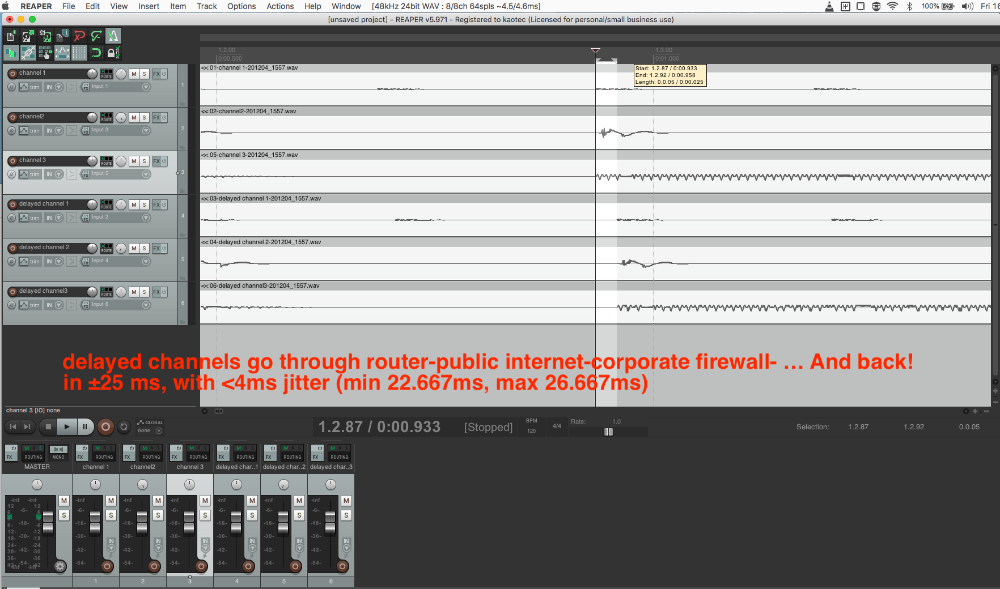 REAPER File Edit View Insert Item Track Options Actions Help Window [48kHz 24bit WAV : 8/8ch 64spls ~4.5/4.6ms] 100% Fri 16
[unsaved project] - REAPER v5.971 - Registered to kaotec (Licensed for personal/small business use)
1.2.00 1.3.00
0:00.500 0:01.000
<< 01-channel 1-201204_1557.wav
Start: 1.2.87 / 0:00.933
End: 1.2.92 / 0:00.958
Length: 0.0.05 / 0:00.025
channel 1 ROUTE M S FX
trim IN IN FX Input 1
1
<< 02-channel2-201204_1557.wav
channel2 ROUTE M S FX
trim IN IN FX Input 3
2
<< 05-channel 3-201204_1557.wav
channel 3 ROUTE M S FX
trim IN IN FX Input 5
3
<< 03-delayed channel 1-201204_1557.wav
delayed channel 1 ROUTE M S FX
trim IN IN FX Input 2
4
<< 04-delayed channel 2-201204_1557.wav
delayed channel 2 ROUTE M S FX
trim IN IN FX Input 4
5
<< 06-delayed channel3-201204_1557.wav
delayed channel3 ROUTE M S FX
trim IN IN FX Input 6
6
delayed channels go through router-public internet-corporate firewall- ... And back!
in ±25 ms, with <4ms jitter (min 22.667ms, max 26.667ms)
channel 3 [IO] none
GLOBAL
none
1.2.87 / 0:00.933 [Stopped]
BPM
120
4/4
Rate: 1.0
Selection: 1.2.87 1.2.92 0.0.05
FX M R S ROUTING MONO FX M R S ROUTING FX M R S ROUTING FX M R S ROUTING FX M R S ROUTING FX M R S ROUTING FX M R S ROUTING
MASTER channel 1 channel2 channel 3 delayed char..1 delayed char..2 delayed char..3
-inf -inf M -inf M -inf M -inf M -inf M -inf M -inf M
12 12
6 -6- 6 S -6- S -6- S -6- S -6- S -6- S -6- S
6- -18- -6 -18- -18- -18- -18- -18- -18-
12- -12
18- -30- -18 -30- -30- -30- -30- -30- -30-
24- -24 IN IN IN IN IN IN
30- -42- -30 -42- -42- -42- -42- -42- -42-
36- -36
42- -54- -42 -54- -54- -54- -54- -54- -54-
-inf -inf
1 2 3 4 5 6